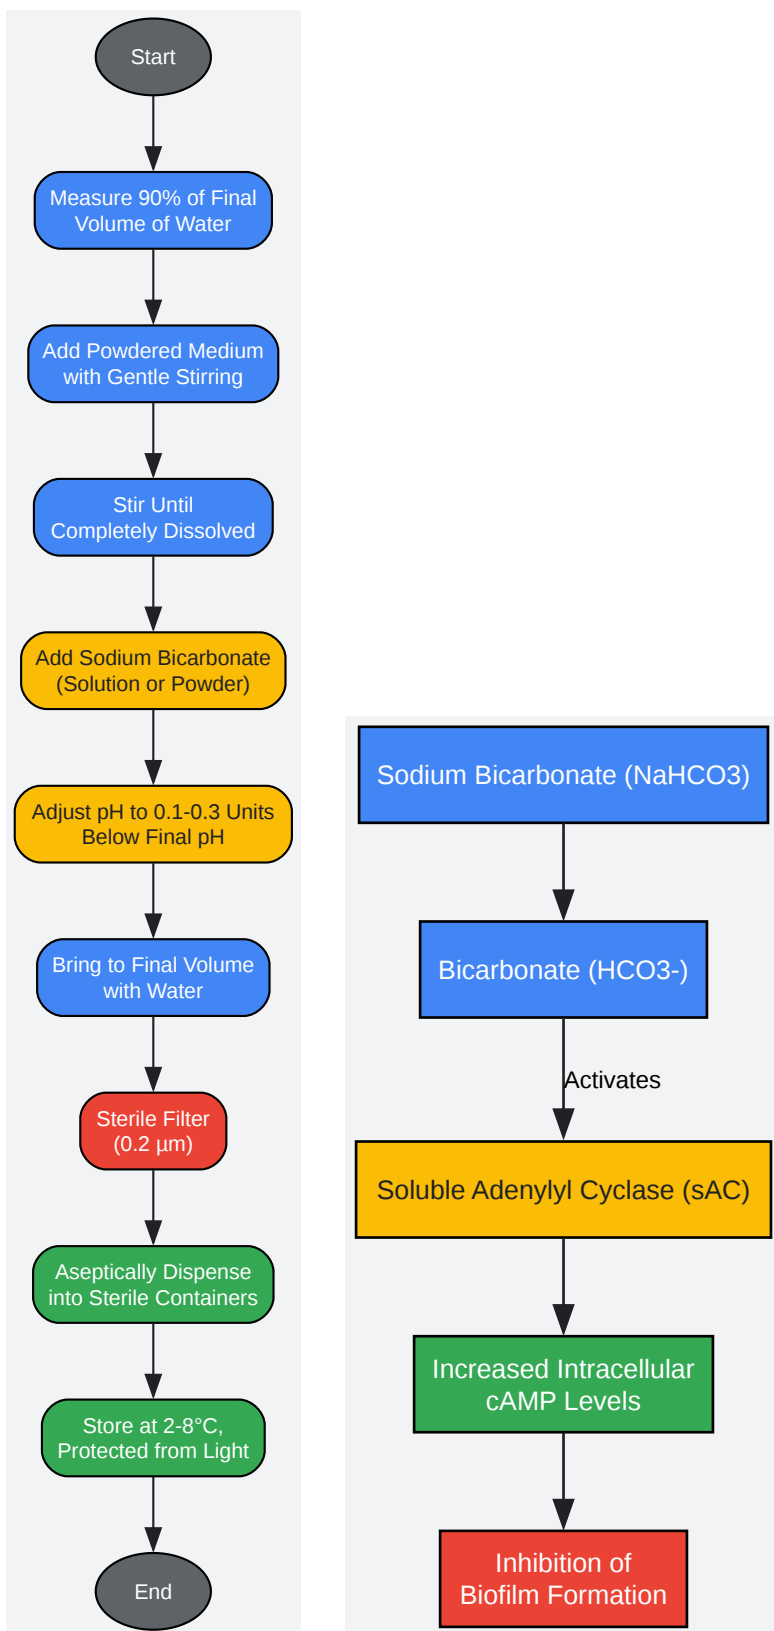 Start
Measure 90% of Final
Volume of Water
Add Powdered Medium
with Gentle Stirring
Stir Until
Completely Dissolved
Add Sodium Bicarbonate
(Solution or Powder)
Adjust pH to 0.1-0.3 Units
Below Final pH
Bring to Final Volume
with Water
Sterile Filter
(0.2 µm)
Aseptically Dispense
into Sterile Containers
Store at 2-8°C,
Protected from Light
End
Sodium Bicarbonate (NaHCO3)
Bicarbonate (HCO3-)
Activates
Soluble Adenylyl Cyclase (sAC)
Increased Intracellular
cAMP Levels
Inhibition of
Biofilm Formation